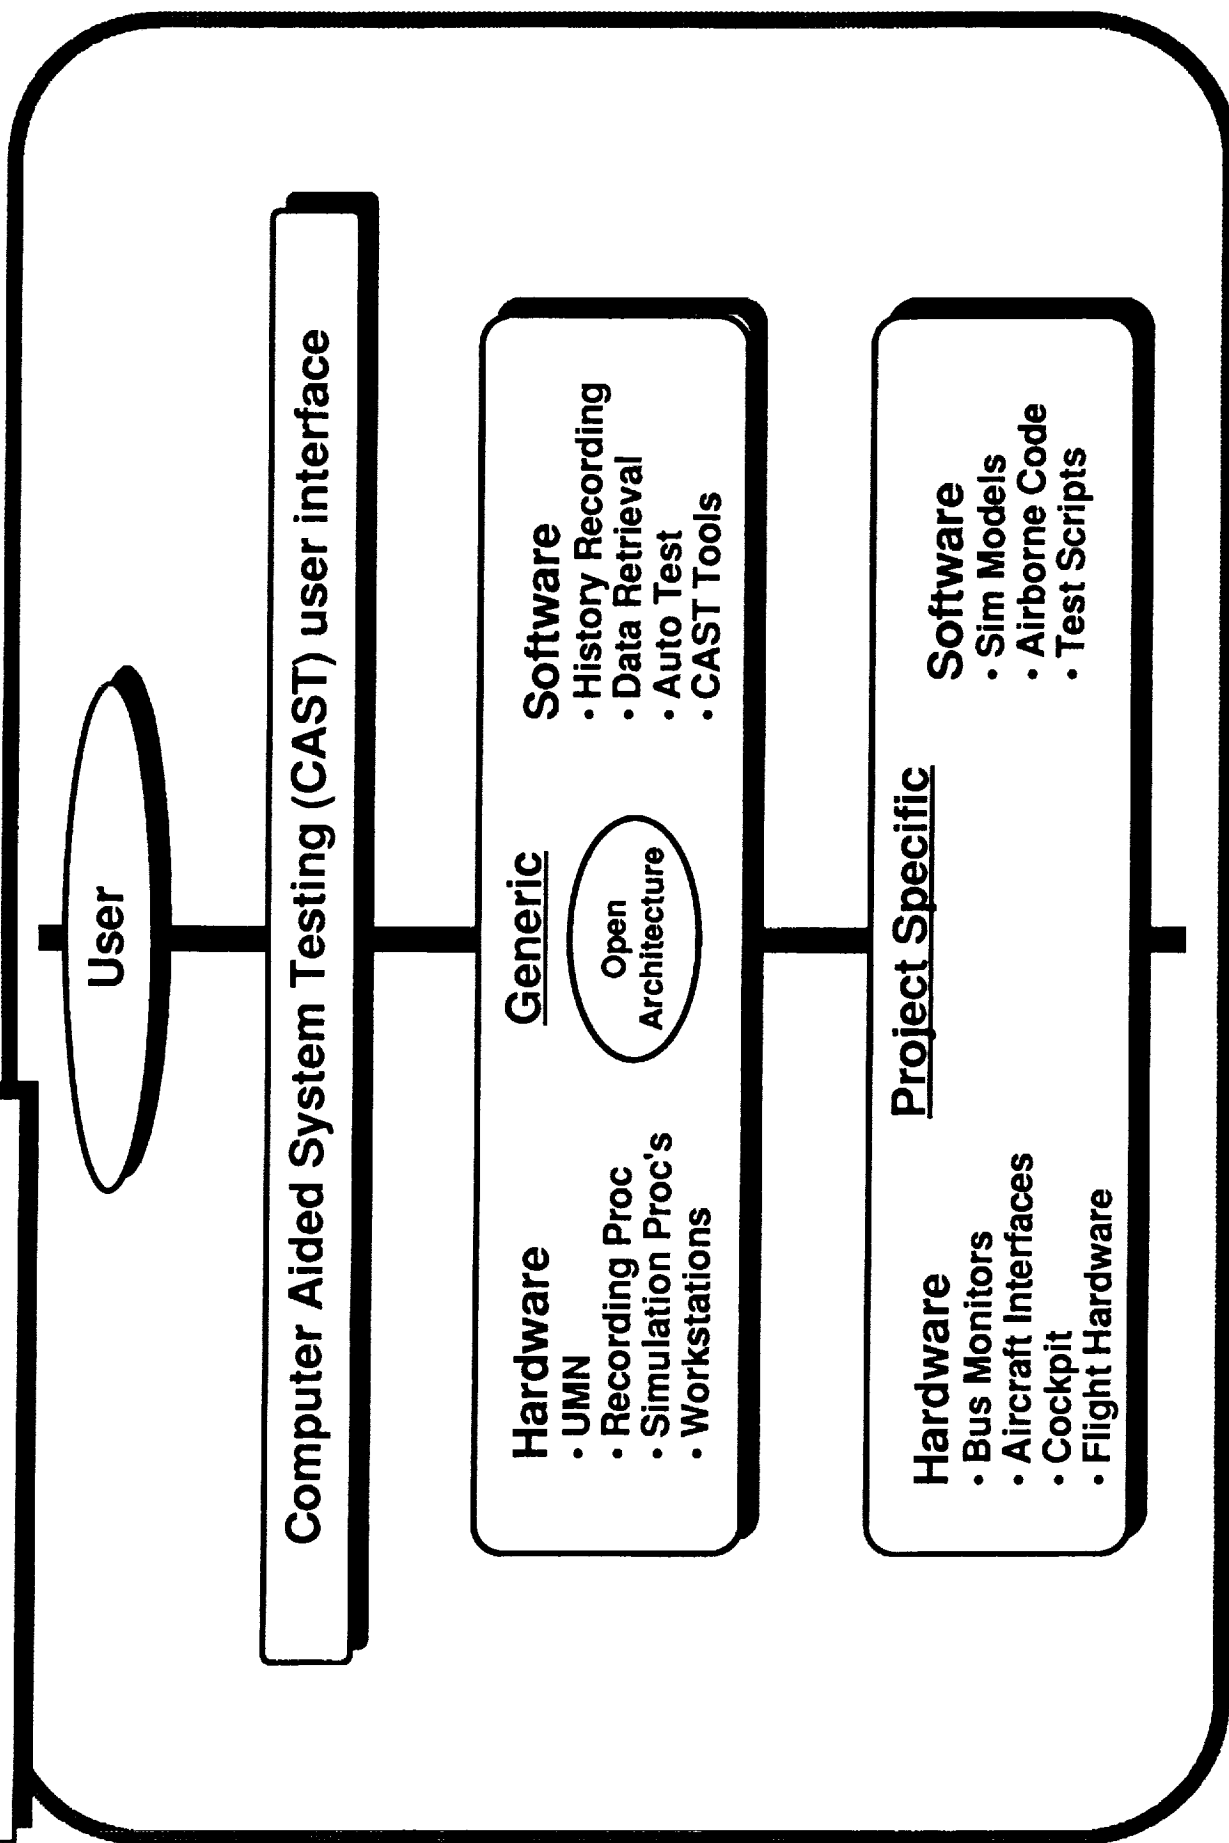 User
Computer Aided System Testing (CAST) user interface
Generic
Hardware
• UMN
• Recording Proc
• Simulation Proc's
• Workstations
Open
Architecture
Software
• History Recording
• Data Retrieval
• Auto Test
• CAST Tools
Project Specific
Hardware
• Bus Monitors
• Aircraft Interfaces
• Cockpit
• Flight Hardware
Software
• Sim Models
• Airborne Code
• Test Scripts